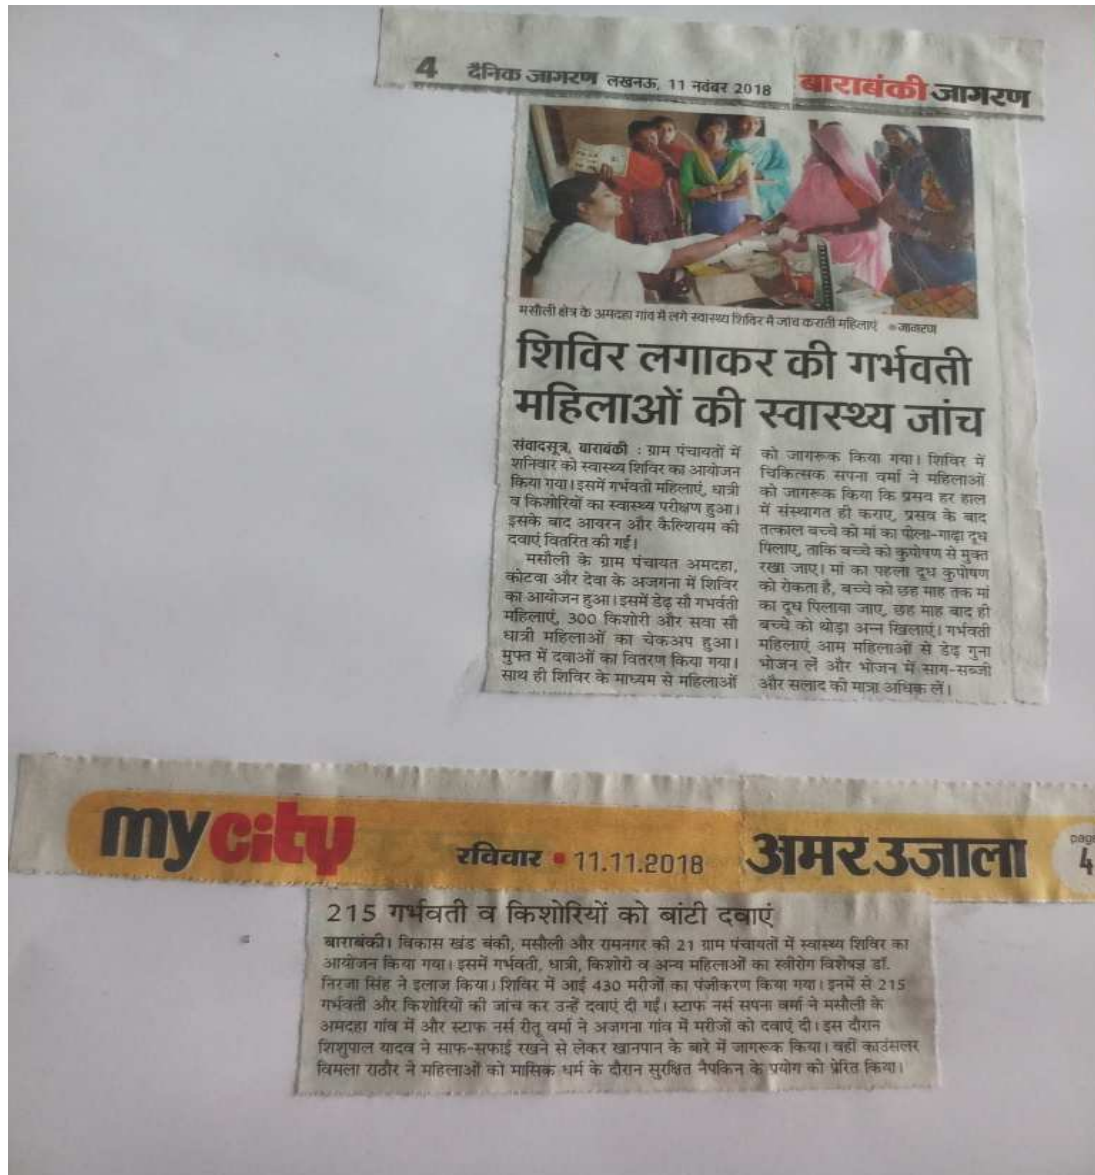 4 दैनिक जागरण लखनऊ, 11 नवंबर 2018 बाराबंकी जागरण
मसौली क्षेत्र के अमदहा गांव में लगे स्वास्थ्य शिविर में जांच कराती महिलाएं ● जागरण
शिविर लगाकर की गर्भवती
महिलाओं की स्वास्थ्य जांच
संवादसूत्र, बाराबंकी : ग्राम पंचायतों में
शनिवार को स्वास्थ्य शिविर का आयोजन
किया गया। इसमें गर्भवती महिलाएं, धात्री
व किशोरियों का स्वास्थ्य परीक्षण हुआ।
इसके बाद आयरन और कैल्शियम की
दवाएं वितरित की गईं।
मसौली के ग्राम पंचायत अमदहा,
कोटवा और देवा के अजगना में शिविर
का आयोजन हुआ। इसमें डेढ़ सौ गभर्वती
महिलाएं, 300 किशोरी और सवा सौ
धात्री महिलाओं का चेकअप हुआ।
मुफ्त में दवाओं का वितरण किया गया।
साथ ही शिविर के माध्यम से महिलाओं
को जागरूक किया गया। शिविर में
चिकित्सक सपना वर्मा ने महिलाओं
को जागरूक किया कि प्रसव हर हाल
में संस्थागत ही कराए, प्रसव के बाद
तत्काल बच्चे को मां का पीला-गाढ़ा दूध
पिलाए, ताकि बच्चे को कुपोषण से मुक्त
रखा जाए। मां का पहला दूध कुपोषण
को रोकता है, बच्चे को छह माह तक मां
का दूध पिलाया जाए, छह माह बाद ही
बच्चे को थोड़ा अन्न खिलाएं। गर्भवती
महिलाएं आम महिलाओं से डेढ़ गुना
भोजन लें और भोजन में साग-सब्जी
और सलाद की मात्रा अधिक लें।
mycity रविवार • 11.11.2018 अमर उजाला page 4
215 गर्भवती व किशोरियों को बांटी दवाएं
बाराबंकी। विकास खंड बंकी, मसौली और रामनगर की 21 ग्राम पंचायतों में स्वास्थ्य शिविर का
आयोजन किया गया। इसमें गर्भवती, धात्री, किशोरी व अन्य महिलाओं का स्त्रीरोग विशेषज्ञ डॉ.
निरजा सिंह ने इलाज किया। शिविर में आई 430 मरीजों का पंजीकरण किया गया। इनमें से 215
गर्भवती और किशोरियों की जांच कर उन्हें दवाएं दी गईं। स्टाफ नर्स सपना वर्मा ने मसौली के
अमदहा गांव में और स्टाफ नर्स रीतू वर्मा ने अजगना गांव में मरीजों को दवाएं दी। इस दौरान
शिशुपाल यादव ने साफ-सफाई रखने से लेकर खानपान के बारे में जागरूक किया। वहीं काउंसलर
विमला राठौर ने महिलाओं को मासिक धर्म के दौरान सुरक्षित नैपकिन के प्रयोग को प्रेरित किया।